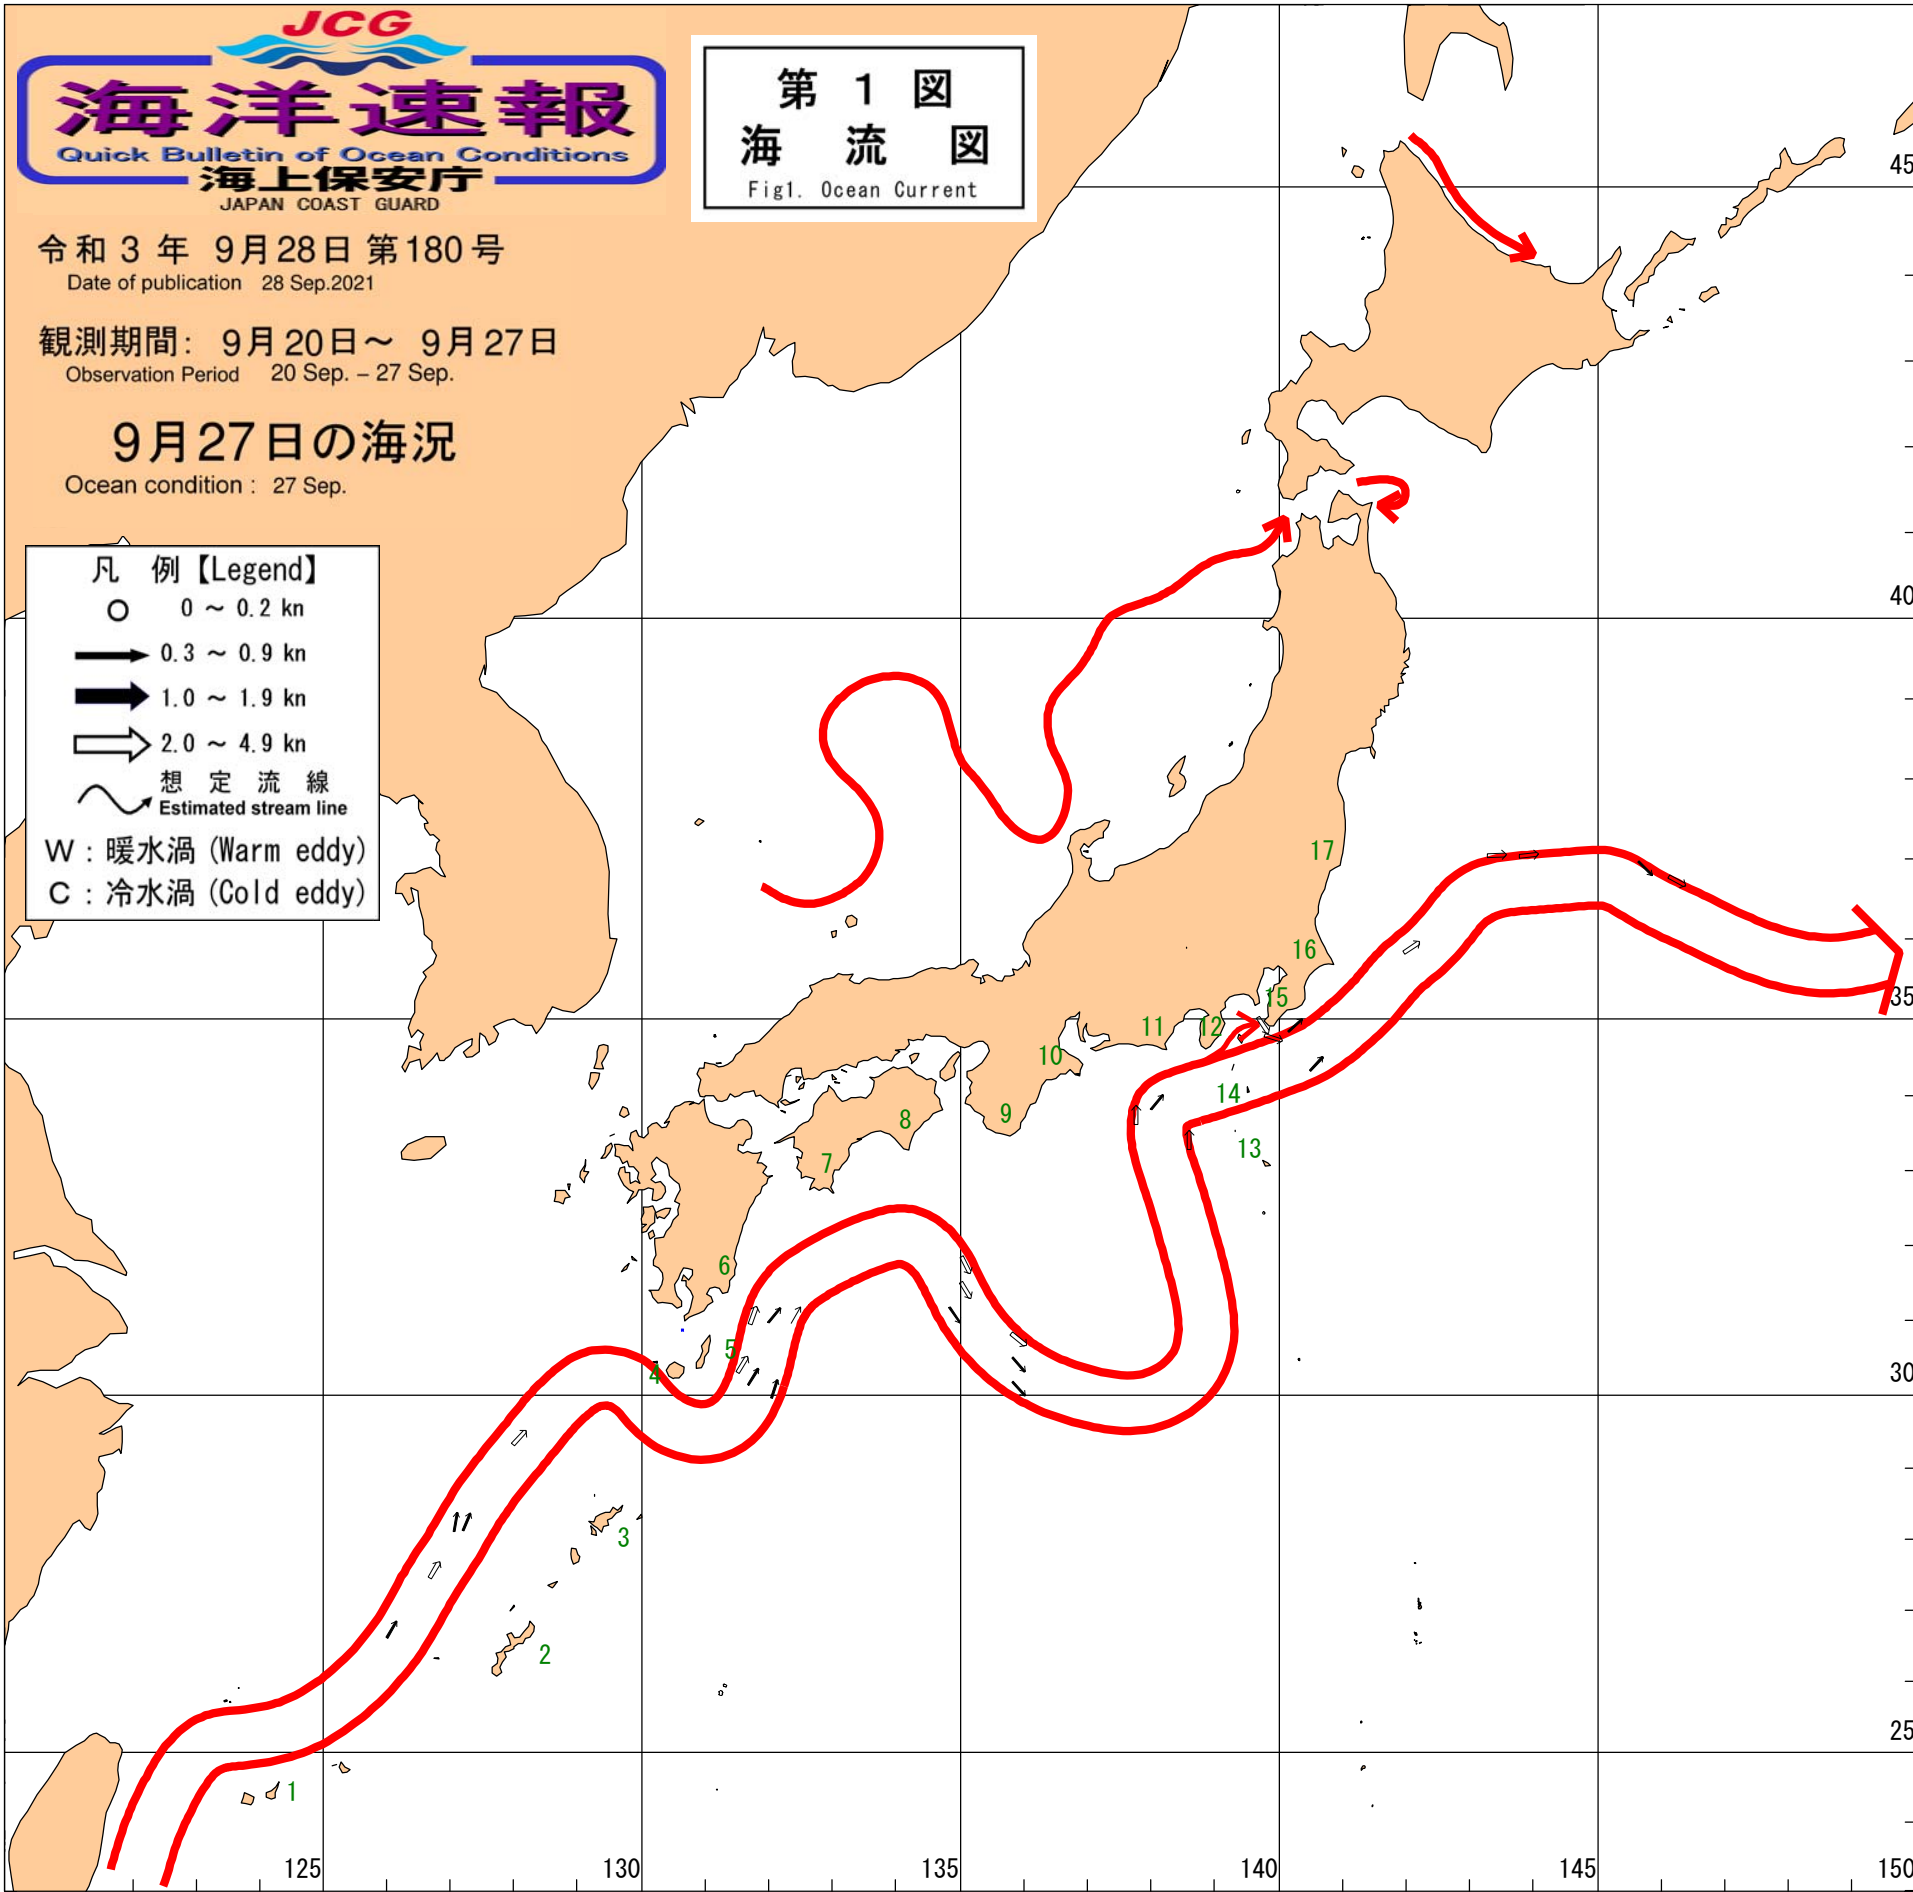 JCG
海洋速報
Quick Bulletin of Ocean Conditions
海上保安庁
JAPAN COAST GUARD
第 1 図
海 流 図
Fig1. Ocean Current
令和 3 年 9月28日 第180号
Date of publication 28 Sep.2021
観測期間: 9月20日～ 9月27日
Observation Period 20 Sep. – 27 Sep.
9月27日の海況
Ocean condition : 27 Sep.
凡 例【Legend】
0 ～ 0.2 kn
0.3 ～ 0.9 kn
1.0 ～ 1.9 kn
2.0 ～ 4.9 kn
想 定 流 線
Estimated stream line
W : 暖水渦 (Warm eddy)
C : 冷水渦 (Cold eddy)
45
40
17
16
35
15
12
11
10
14
9
8
13
7
6
5
4
30
3
2
25
1
125
130
135
140
145
150